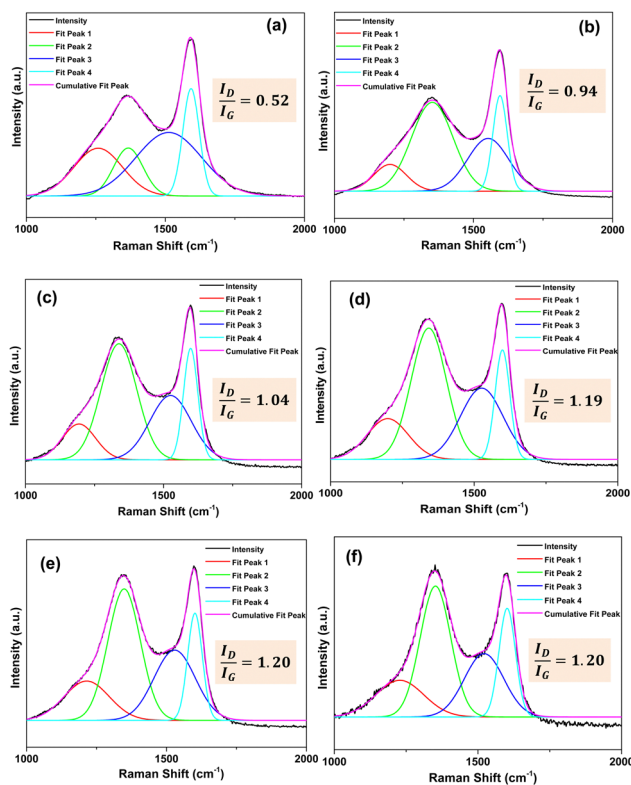 (a)
Intensity
Fit Peak 1
Fit Peak 2
Fit Peak 3
Fit Peak 4
Cumulative Fit Peak
I_D/I_G = 0.52
Intensity (a.u.)
1000 1500 2000
Raman Shift (cm⁻¹)
(b)
Intensity
Fit Peak 1
Fit Peak 2
Fit Peak 3
Fit Peak 4
Cumulative Fit Peak
I_D/I_G = 0.94
Intensity (a.u.)
1000 1500 2000
Raman Shift (cm⁻¹)
(c)
Intensity
Fit Peak 1
Fit Peak 2
Fit Peak 3
Fit Peak 4
Cumulative Fit Peak
I_D/I_G = 1.04
Intensity (a.u.)
1000 1500 2000
Raman Shift (cm⁻¹)
(d)
Intensity
Fit Peak 1
Fit Peak 2
Fit Peak 3
Fit Peak 4
Cumulative Fit Peak
I_D/I_G = 1.19
Intensity (a.u.)
1000 1500 2000
Raman Shift (cm⁻¹)
(e)
Intensity
Fit Peak 1
Fit Peak 2
Fit Peak 3
Fit Peak 4
Cumulative Fit Peak
I_D/I_G = 1.20
Intensity (a.u.)
1000 1500 2000
Raman Shift (cm⁻¹)
(f)
Intensity
Fit Peak 1
Fit Peak 2
Fit Peak 3
Fit Peak 4
Cumulative Fit Peak
I_D/I_G = 1.20
Intensity (a.u.)
1000 1500 2000
Raman Shift (cm⁻¹)